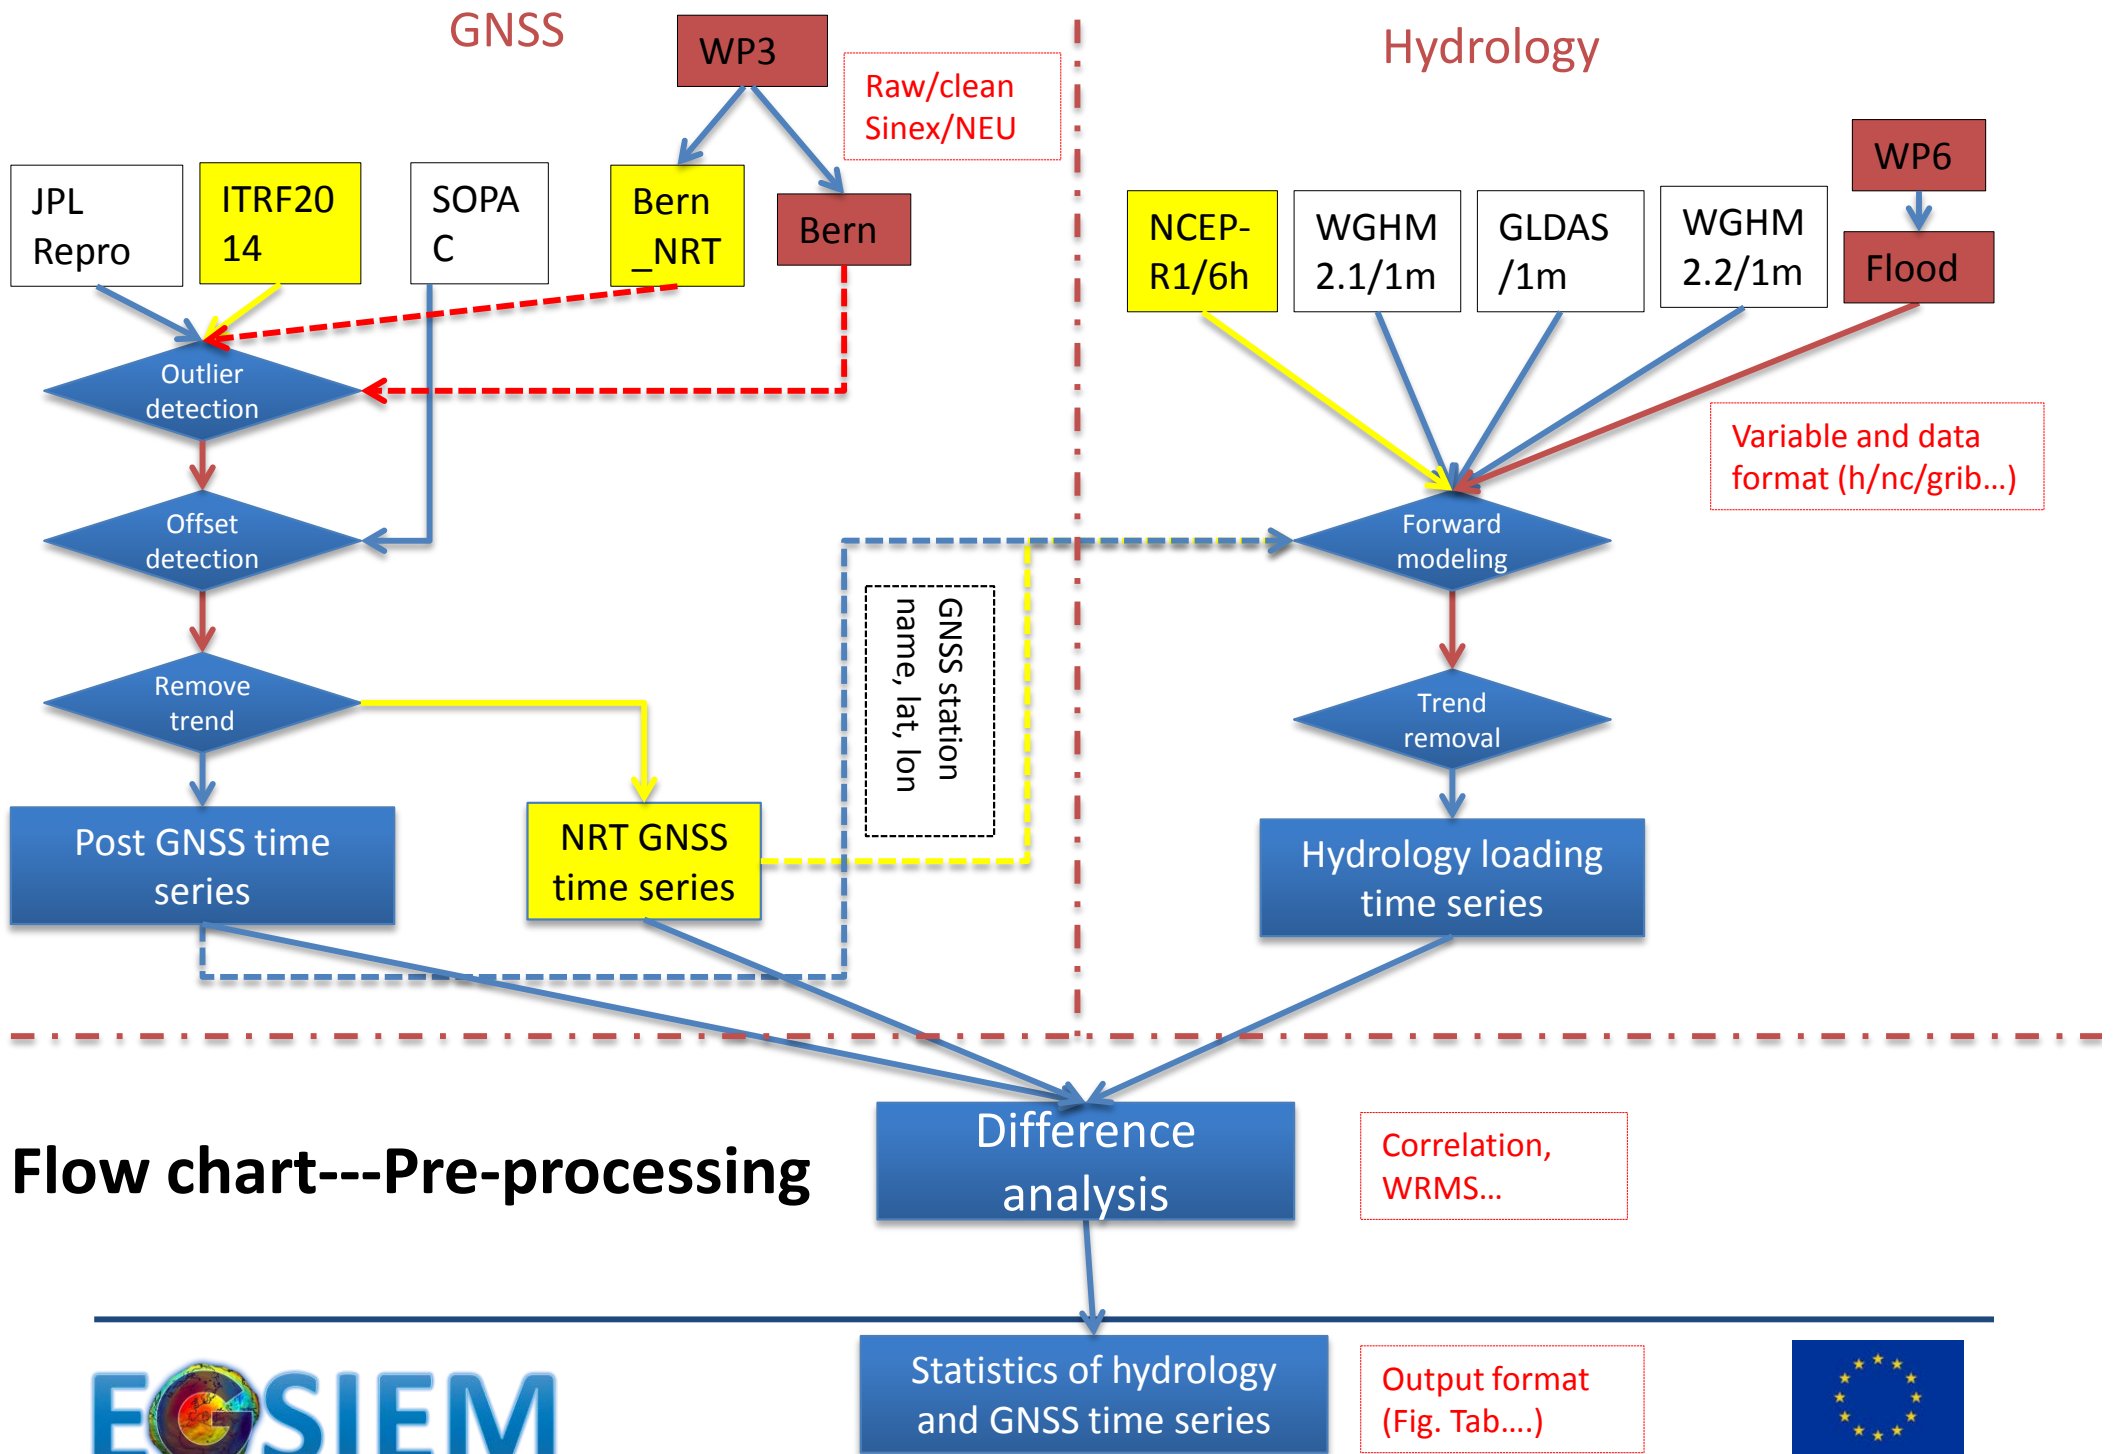 GNSS
WP3
Raw/clean
Sinex/NEU
Hydrology
WP6
JPL
Repro
ITRF20
14
SOPA
C
Bern
_NRT
Bern
NCEP-
R1/6h
WGHM
2.1/1m
GLDAS
/1m
WGHM
2.2/1m
Flood
Outlier
detection
Variable and data
format (h/nc/grib...)
Offset
detection
Forward
modeling
GNSS station
name, lat, lon
Remove
trend
Trend
removal
Post GNSS time
series
NRT GNSS
time series
Hydrology loading
time series
Flow chart---Pre-processing
Difference
analysis
Correlation,
WRMS...
Statistics of hydrology
and GNSS time series
Output format
(Fig. Tab....)
EGSIEM